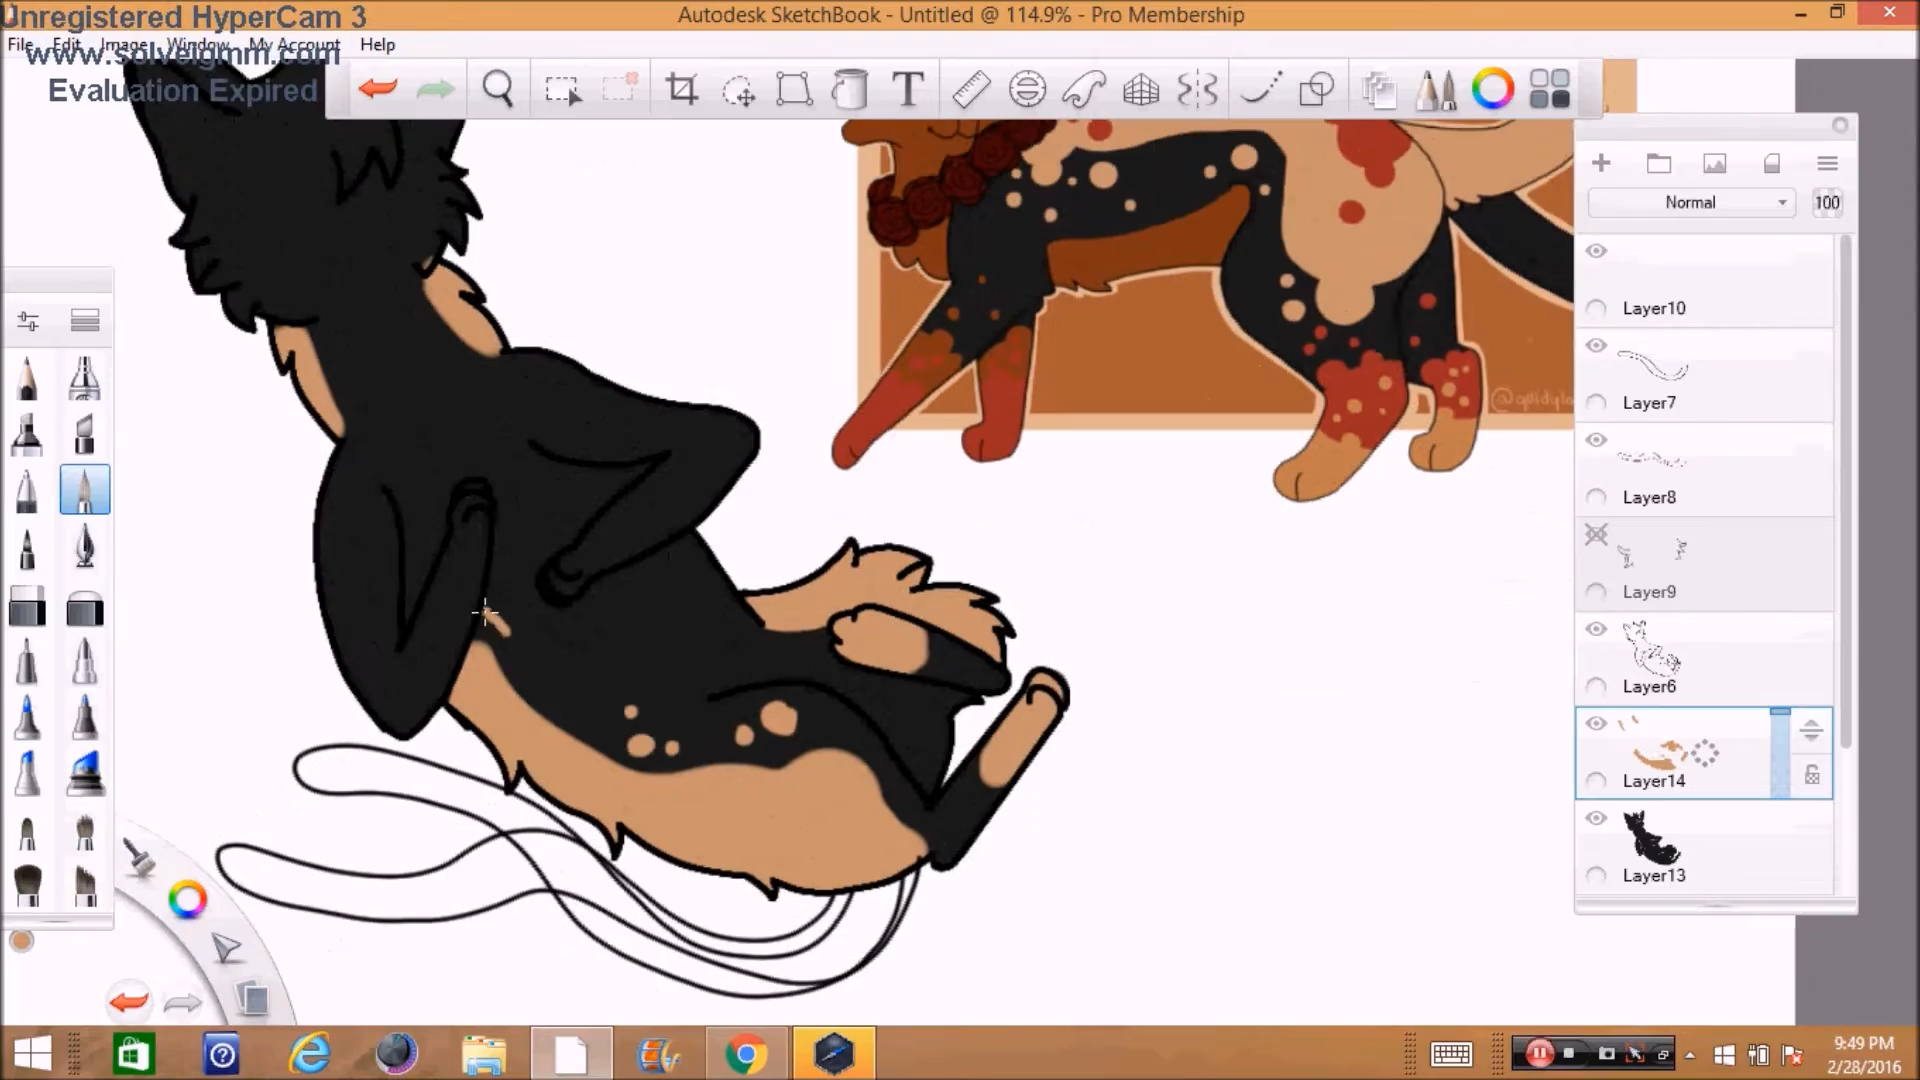 Unregistered HyperCam 3
Autodesk SketchBook - Untitled @ 114.9% - Pro Membership
File Edit Image Window My Account Help
www.solveigmm.com
Evaluation Expired
Normal 100
Layer10
Layer7
Layer8
Layer9
Layer6
Layer14
Layer13
9:49 PM
2/28/2016